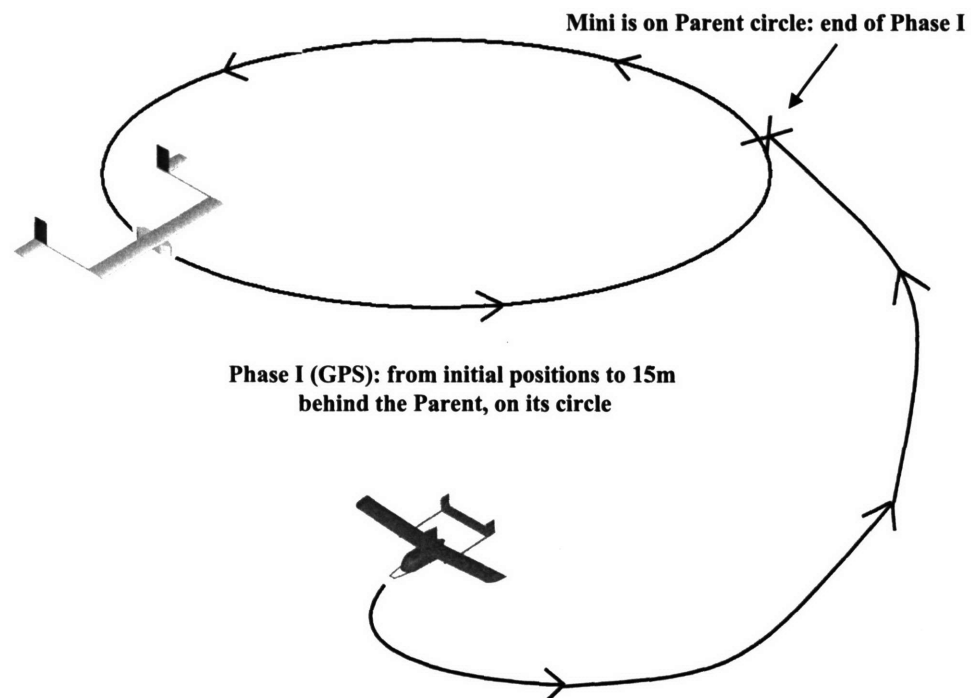 Mini is on Parent circle: end of Phase I
Phase I (GPS): from initial positions to 15m
behind the Parent, on its circle